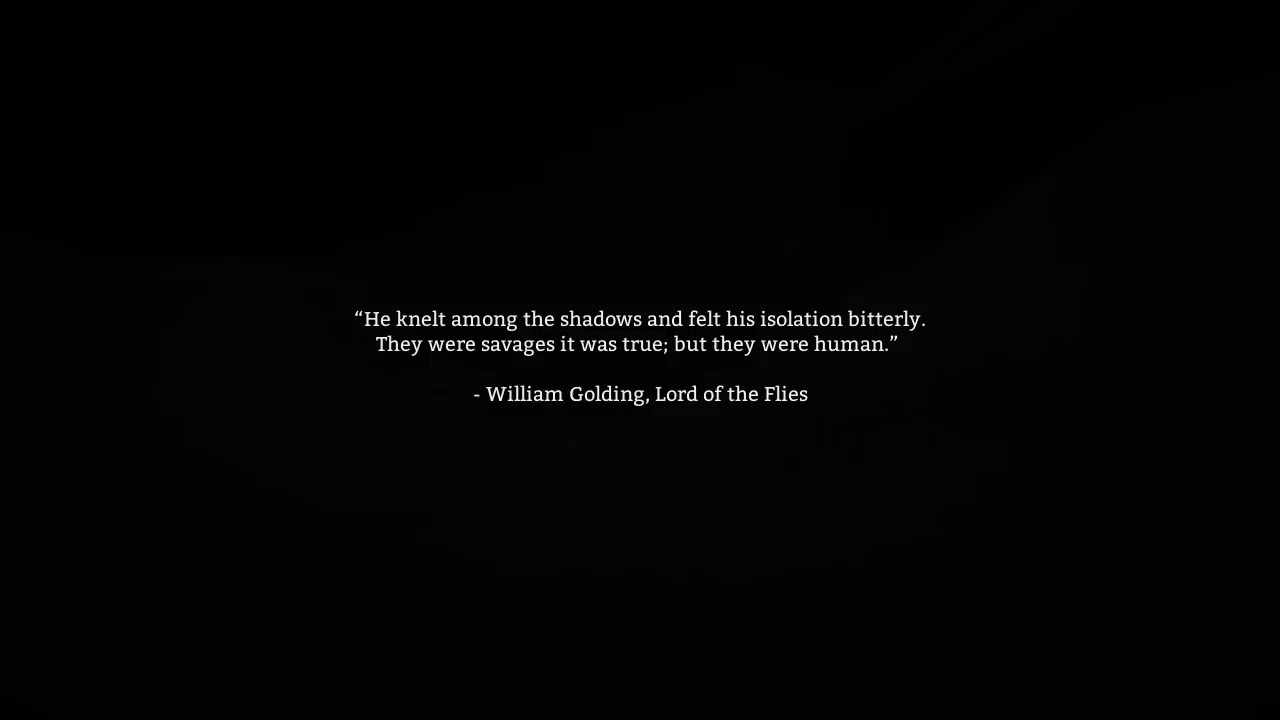 “He knelt among the shadows and felt his isolation bitterly.
They were savages it was true; but they were human.”
- William Golding, Lord of the Flies